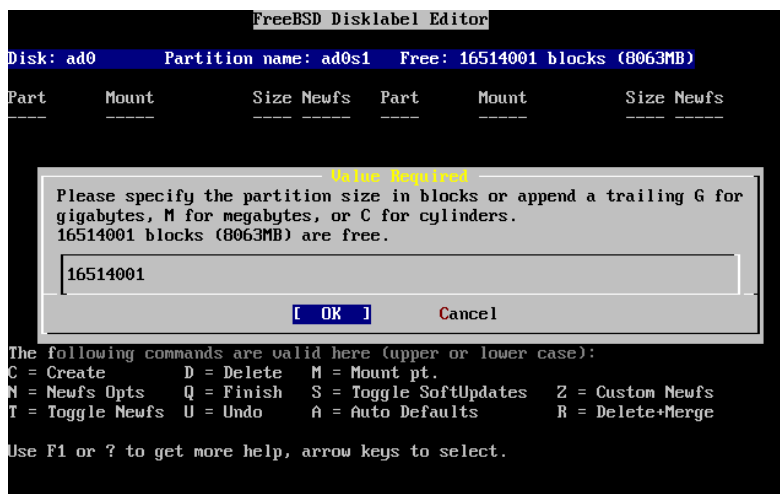 FreeBSD Disklabel Editor
Disk: ad0 Partition name: ad0s1 Free: 16514001 blocks (8063MB)
Part Mount Size Newfs Part Mount Size Newfs
---- ----- ---- ----- ---- ----- ---- -----
Value Required
Please specify the partition size in blocks or append a trailing G for
gigabytes, M for megabytes, or C for cylinders.
16514001 blocks (8063MB) are free.
16514001
[ OK ] Cancel
The following commands are valid here (upper or lower case):
C = Create D = Delete M = Mount pt.
N = Newfs Opts Q = Finish S = Toggle SoftUpdates Z = Custom Newfs
T = Toggle Newfs U = Undo A = Auto Defaults R = Delete+Merge
Use F1 or ? to get more help, arrow keys to select.